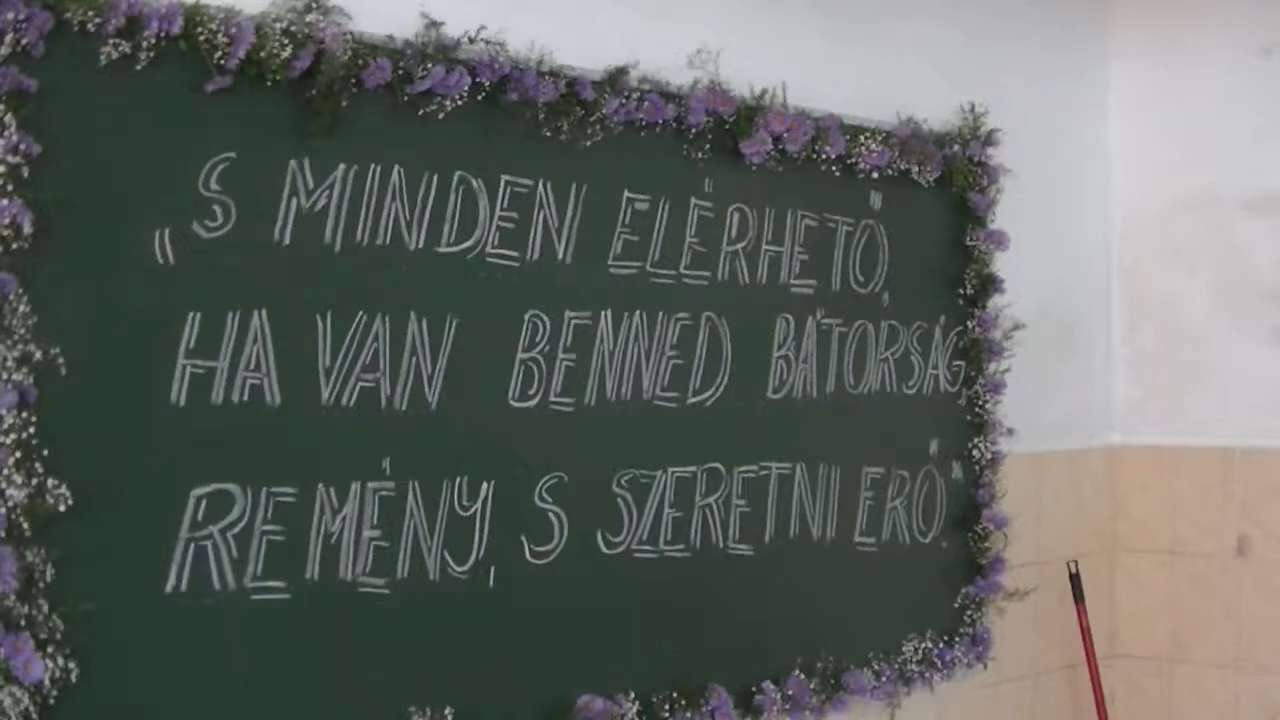 „S MINDEN ELÉRHETŐ,
HA VAN BENNED BÁTORSÁG,
REMÉNY, S SZERETNI ERŐ."